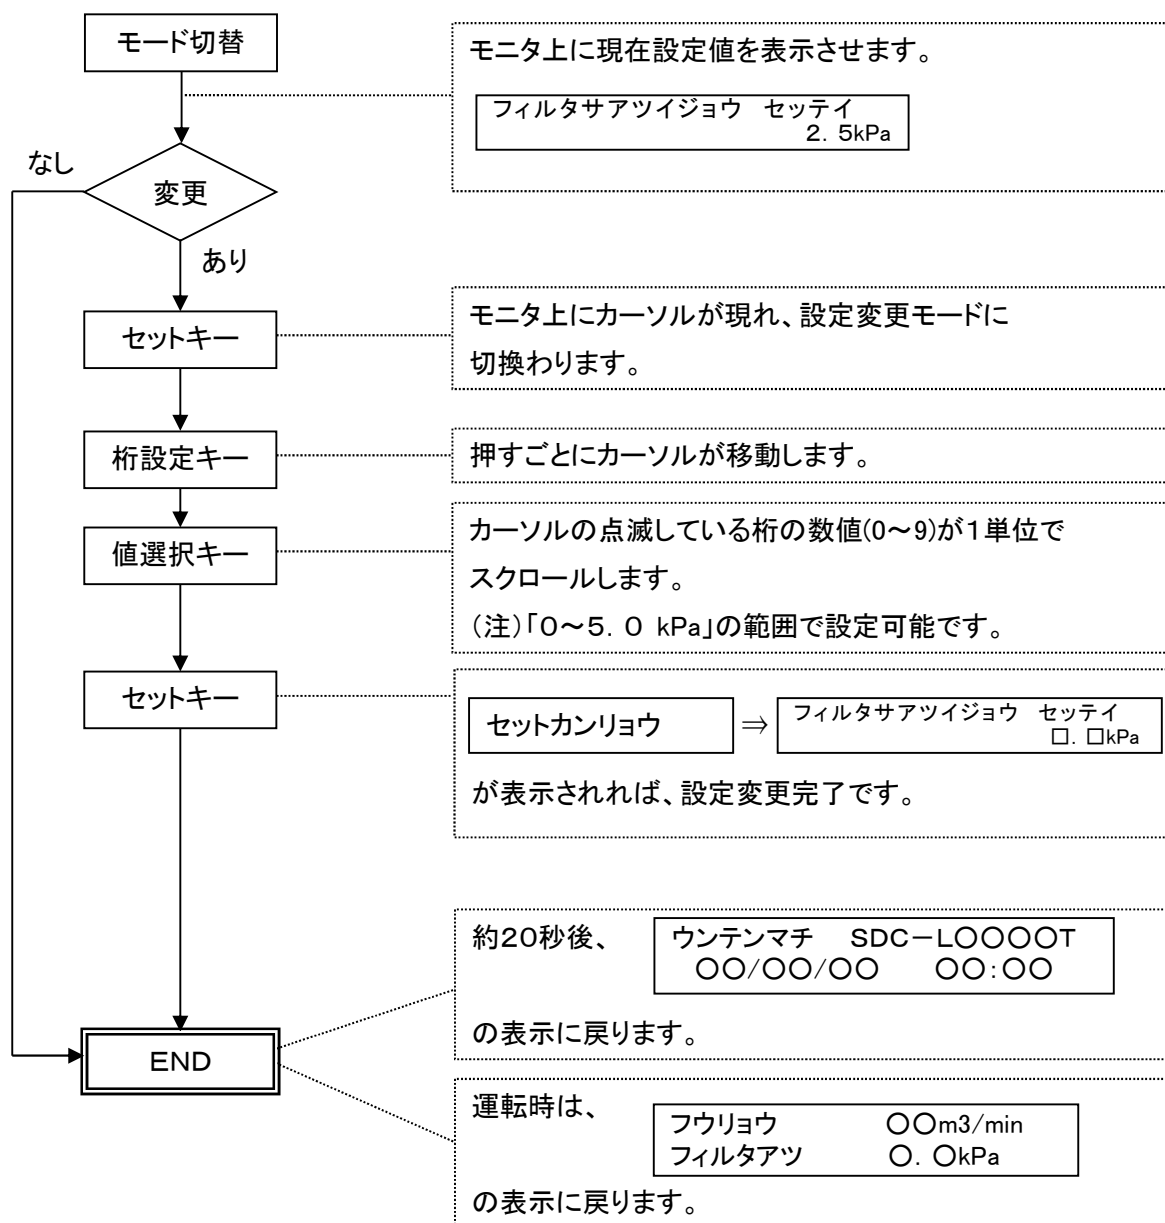 モード切替
モニタ上に現在設定値を表示させます。
フィルタサアツイジョウ　セッテイ
２．５kPa
なし
変更
あり
セットキー
モニタ上にカーソルが現れ、設定変更モードに
切換わります。
桁設定キー
押すごとにカーソルが移動します。
値選択キー
カーソルの点滅している桁の数値(0～9)が１単位で
スクロールします。
（注）「０～５．０ kPa」の範囲で設定可能です。
セットキー
セットカンリョウ
⇒
フィルタサアツイジョウ　セッテイ
□．□kPa
が表示されれば、設定変更完了です。
約２０秒後、
ウンテンマチ　ＳＤＣ－Ｌ○○○○Ｔ
○○／○○／○○　○○：○○
の表示に戻ります。
END
運転時は、
フウリョウ　○○m3/min
フィルタアツ　○．○kPa
の表示に戻ります。